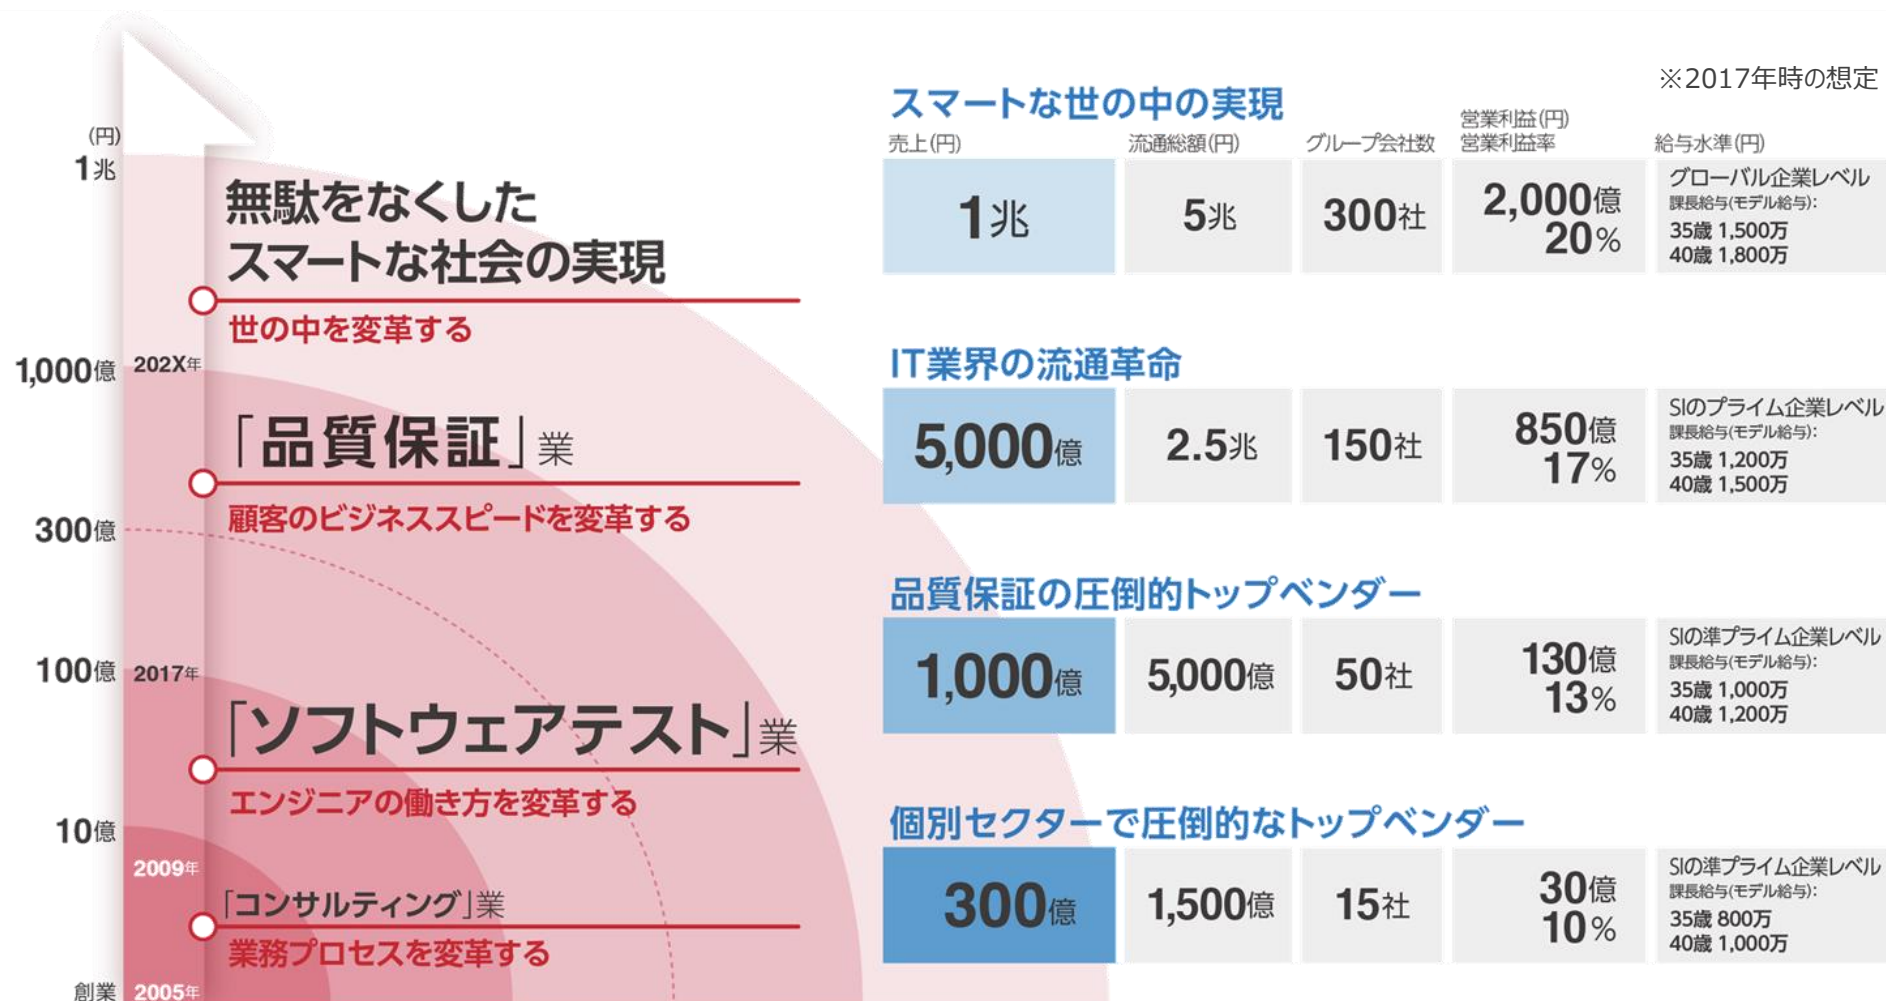 ※2017年時の想定
(円)
1兆
無駄をなくした
スマートな社会の実現
世の中を変革する
1,000億
202X年
「品質保証」業
顧客のビジネススピードを変革する
300億
100億
2017年
「ソフトウェアテスト」業
エンジニアの働き方を変革する
10億
2009年
「コンサルティング」業
業務プロセスを変革する
創業
2005年
スマートな世の中の実現
売上(円)
流通総額(円)
グループ会社数
営業利益(円)
営業利益率
給与水準(円)
1兆
5兆
300社
2,000億
20%
グローバル企業レベル
課長給与(モデル給与):
35歳 1,500万
40歳 1,800万
IT業界の流通革命
5,000億
2.5兆
150社
850億
17%
SIのプライム企業レベル
課長給与(モデル給与):
35歳 1,200万
40歳 1,500万
品質保証の圧倒的トップベンダー
1,000億
5,000億
50社
130億
13%
SIの準プライム企業レベル
課長給与(モデル給与):
35歳 1,000万
40歳 1,200万
個別セクターで圧倒的なトップベンダー
300億
1,500億
15社
30億
10%
SIの準プライム企業レベル
課長給与(モデル給与):
35歳 800万
40歳 1,000万